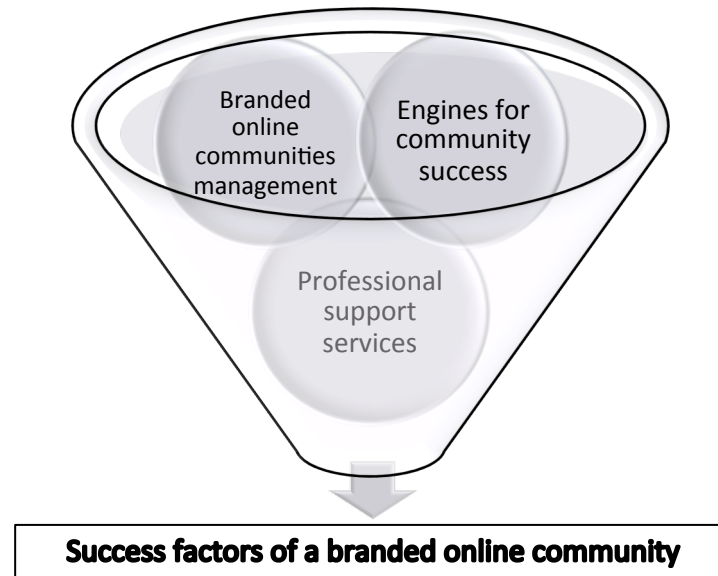 Branded
online
communities
management
Engines for
community
success
Professional
support
services
Success factors of a branded online community